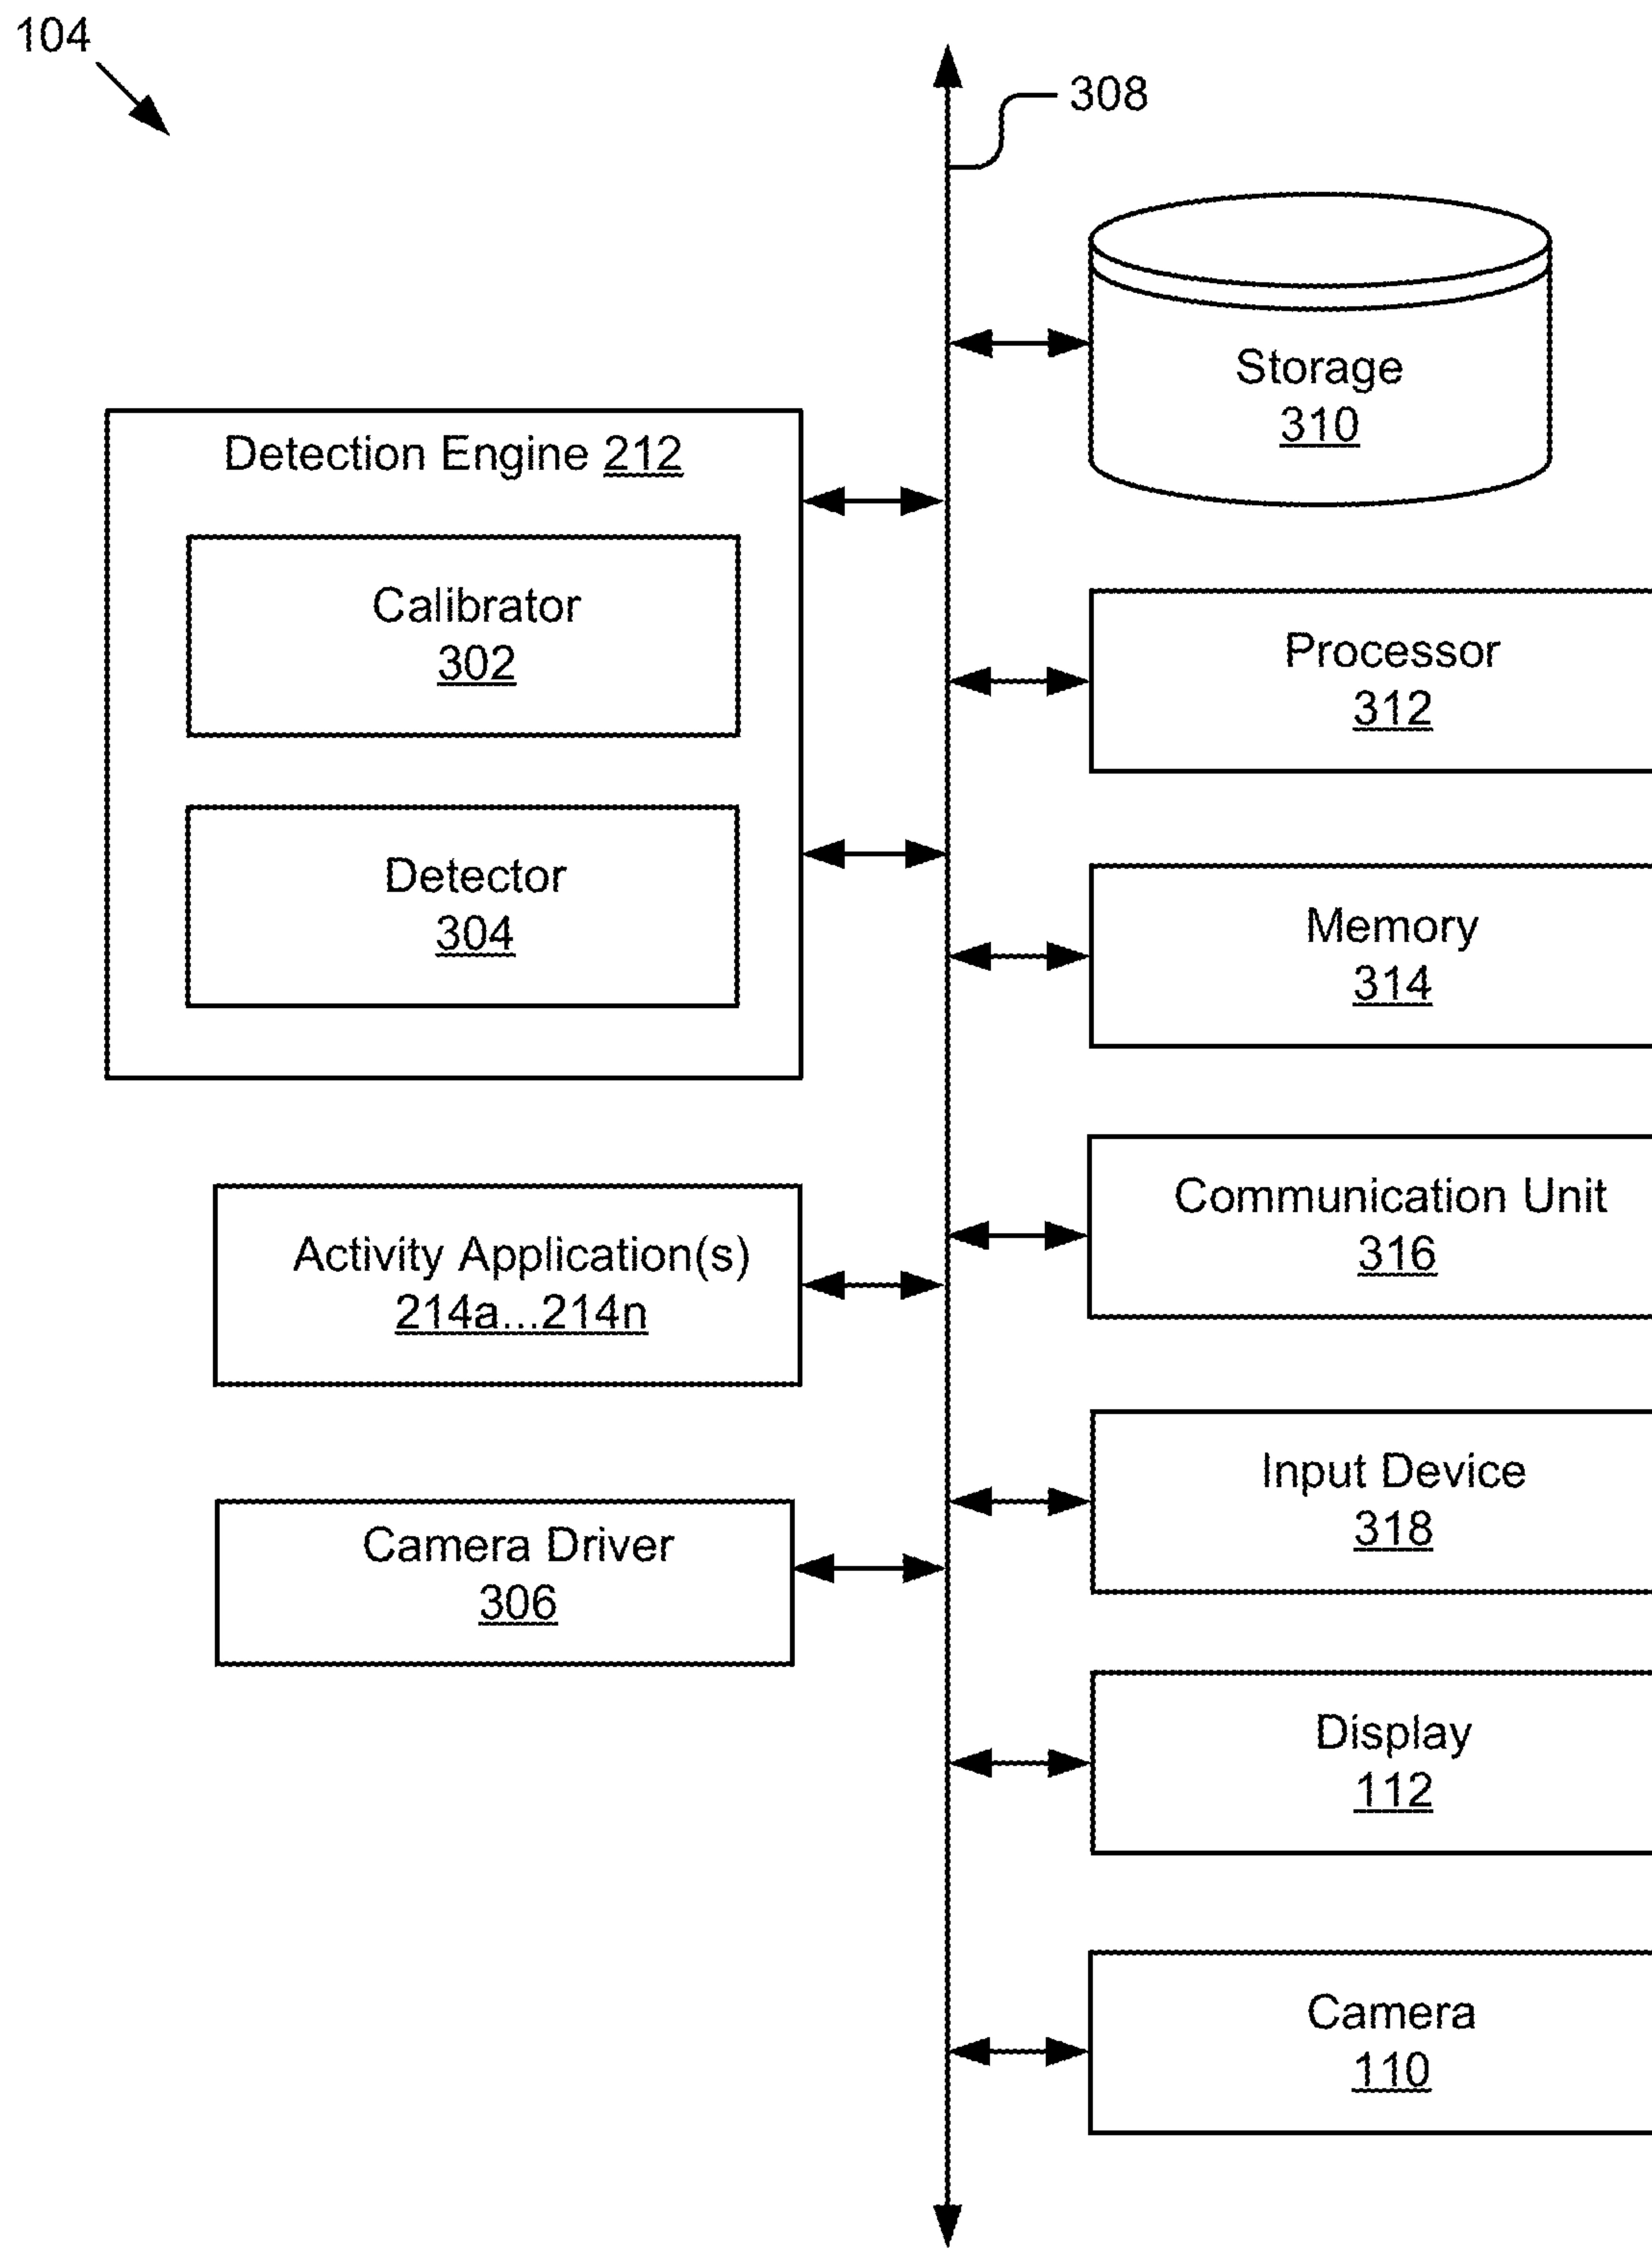 104
308
Storage
310
Detection Engine 212
Calibrator
302
Processor
312
Detector
304
Memory
314
Communication Unit
316
Activity Application(s)
214a...214n
Input Device
318
Camera Driver
306
Display
112
Camera
110